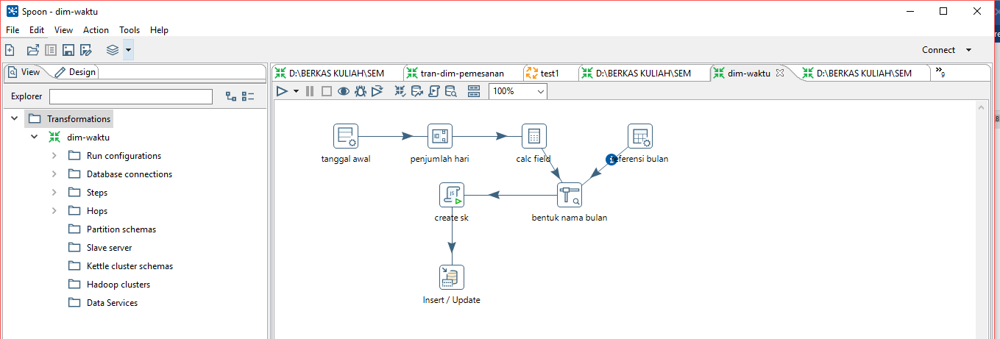 Spoon - dim-waktu
File Edit View Action Tools Help
Connect
View Design
D:\BERKAS KULIAH\SEM tran-dim-pemesanan test1 D:\BERKAS KULIAH\SEM dim-waktu D:\BERKAS KULIAH\SEM »9
Explorer
100%
Transformations
dim-waktu
Run configurations
Database connections
Steps
Hops
Partition schemas
Slave server
Kettle cluster schemas
Hadoop clusters
Data Services
tanggal awal penjumlah hari calc field referensi bulan
create sk bentuk nama bulan
Insert / Update